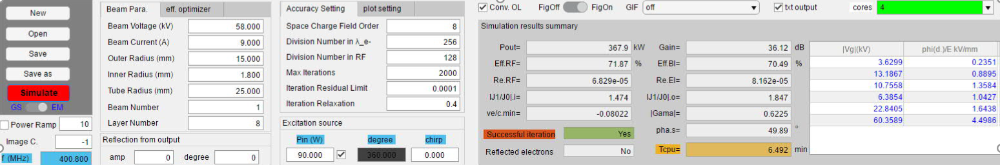 New
Open
Save
Save as
Simulate
GS EM
Power Ramp 10
Image C. -1
f (MHz) 400.800
Beam Para. eff. optimizer
Beam Voltage (kV) 58.000
Beam Current (A) 9.000
Outer Radius (mm) 15.000
Inner Radius (mm) 1.800
Tube Radius (mm) 25.000
Beam Number 1
Layer Number 8
Reflection from output
amp 0 degree 0
Accuracy Setting plot setting
Space Charge Field Order 8
Division Number in λ_e- 256
Division Number in RF 128
Max Iterations 2000
Iteration Residual Limit 0.0001
Iteration Relaxation 0.4
Excitation source
Pin (W) degree chirp
90.000 360.000 0.000
Conv. OL FigOff FigOn GIF off txt output cores 4
Simulation results summary
Pout= 367.9 kW Gain= 36.12 dB
Eff.RF= 71.87 % Eff.BI= 70.49 %
Re.RF= 6.829e-05 Re.El= 8.162e-05
IJ1/J0|.i= 1.474 IJ1/J0|.o= 1.847
ve/c.min= -0.08022 |Gama|= 0.6225
Successful iteration Yes pha.s= 49.89 °
Reflected electrons No Tcpu= 6.492 min
|Vg|(kV) phi(d.)/E kV/mm
3.6299 0.2351
13.1867 0.8895
10.7558 1.3584
6.3854 1.0427
22.8405 1.6438
60.3589 4.4986